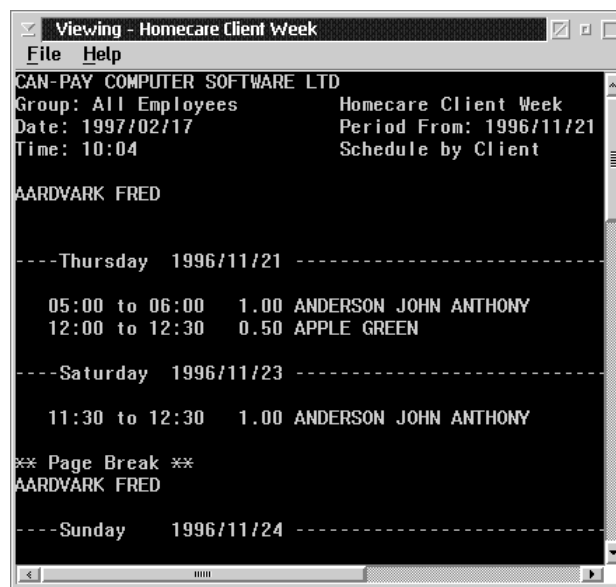 Viewing - Homecare Client Week
File Help
CAN-PAY COMPUTER SOFTWARE LTD
Group: All Employees Homecare Client Week
Date: 1997/02/17 Period From: 1996/11/21
Time: 10:04 Schedule by Client
AARDVARK FRED
----Thursday 1996/11/21 ----------------------------
05:00 to 06:00 1.00 ANDERSON JOHN ANTHONY
12:00 to 12:30 0.50 APPLE GREEN
----Saturday 1996/11/23 ----------------------------
11:30 to 12:30 1.00 ANDERSON JOHN ANTHONY
** Page Break **
AARDVARK FRED
----Sunday 1996/11/24 ----------------------------